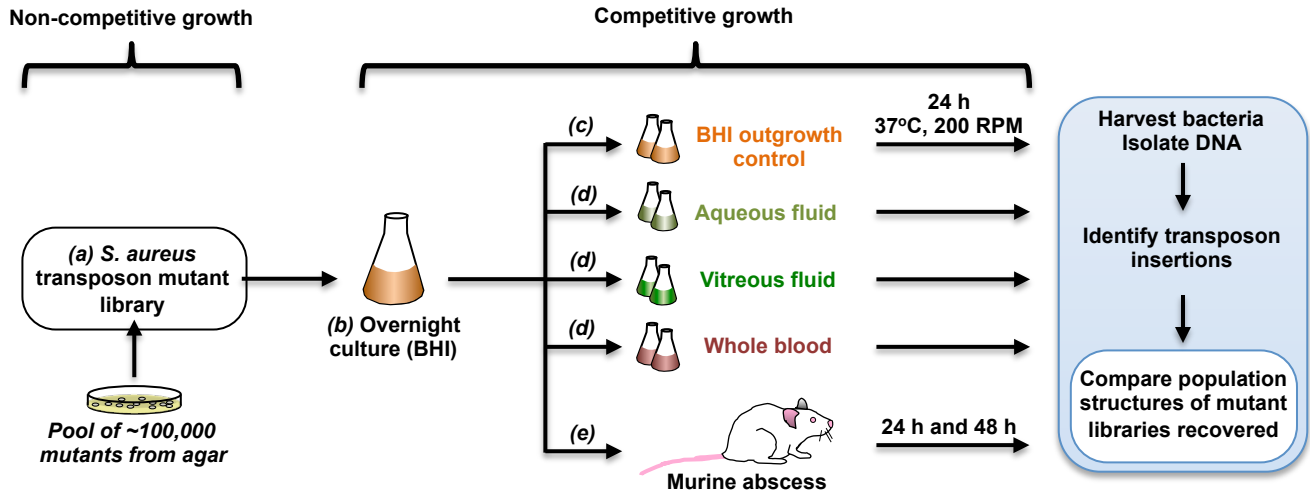 Non-competitive growth
Competitive growth
(a) S. aureus
transposon mutant
library
Pool of ~100,000
mutants from agar
(b) Overnight
culture (BHI)
(c)
BHI outgrowth
control
24 h
37ºC, 200 RPM
(d)
Aqueous fluid
(d)
Vitreous fluid
(d)
Whole blood
(e)
Murine abscess
24 h and 48 h
Harvest bacteria
Isolate DNA
Identify transposon
insertions
Compare population
structures of mutant
libraries recovered